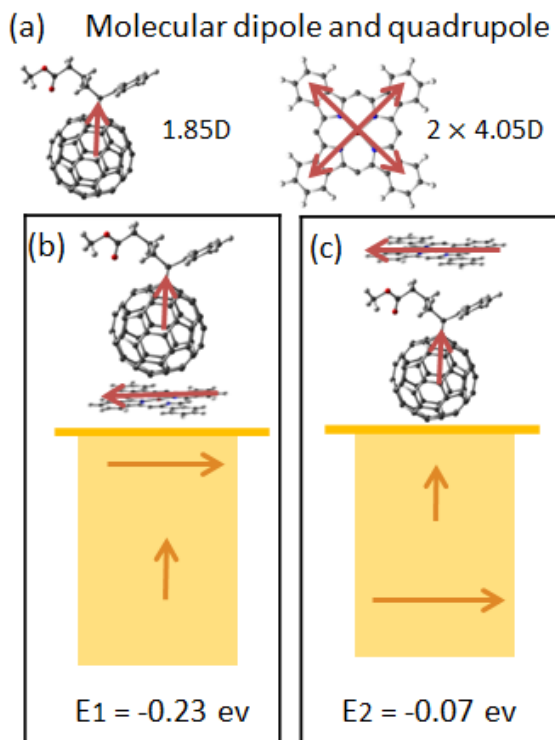 (a) Molecular dipole and quadrupole
1.85D
2 × 4.05D
(b)
(c)
E1 = -0.23 ev
E2 = -0.07 ev